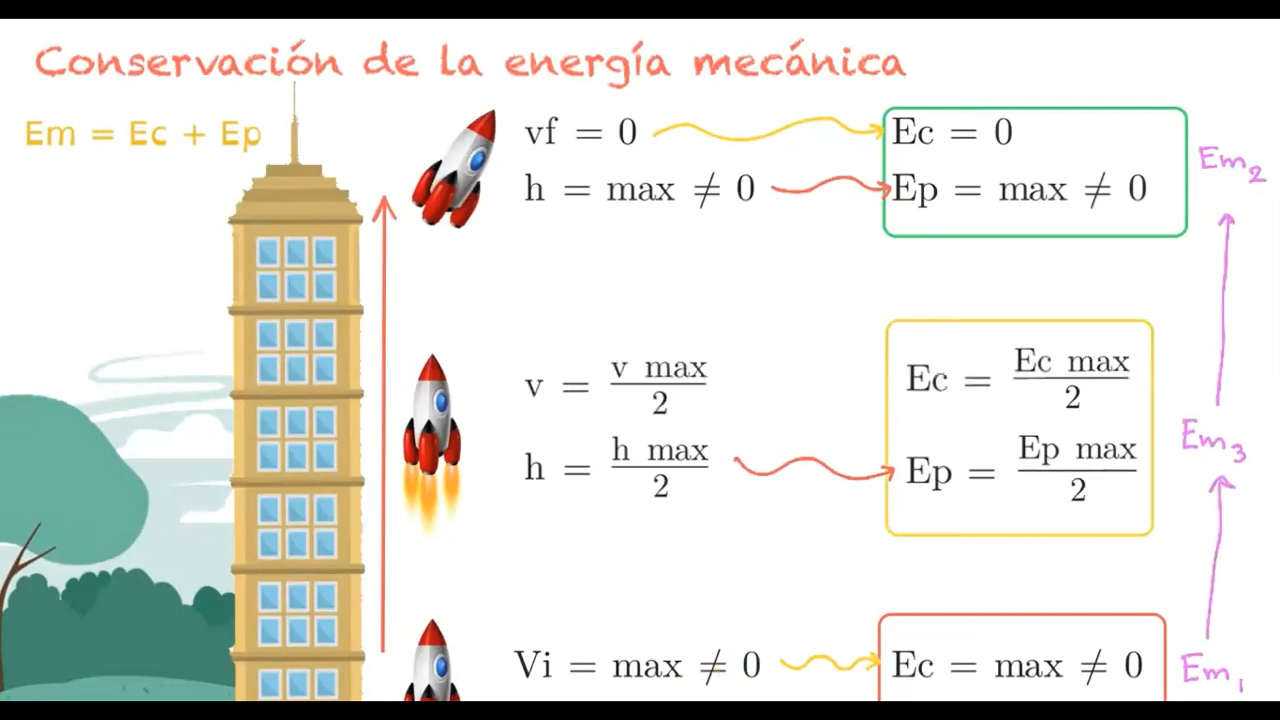 Conservación de la energía mecánica
Em = Ec + Ep
vf = 0
Ec = 0
h = max ≠ 0
Ep = max ≠ 0
Em2
v = v max / 2
Ec = Ec max / 2
h = h max / 2
Ep = Ep max / 2
Em3
Vi = max ≠ 0
Ec = max ≠ 0
Em1